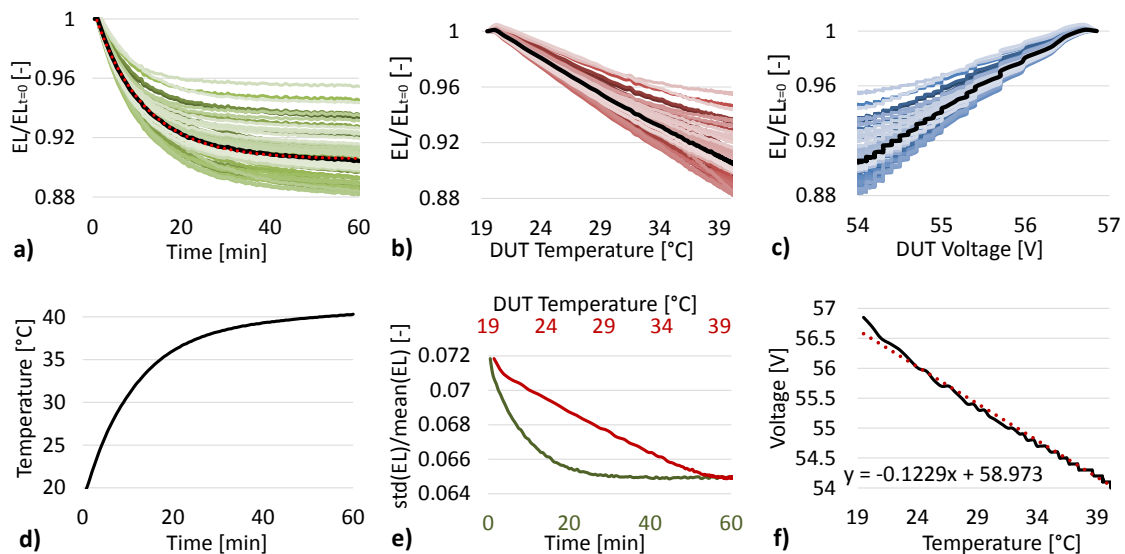 1
0.96
0.92
0.88
EL/EL_{t=0} [-]
0 20 40 60
Time [min]
a)
1
0.96
0.92
0.88
EL/EL_{t=0} [-]
19 24 29 34 39
DUT Temperature [°C]
b)
1
0.96
0.92
0.88
EL/EL_{t=0} [-]
54 55 56 57
DUT Voltage [V]
c)
40
35
30
25
20
Temperature [°C]
0 20 40 60
Time [min]
d)
DUT Temperature [°C]
19 24 29 34 39
0.072
0.07
0.068
0.066
0.064
std(EL)/mean(EL) [-]
0 20 40 60
Time [min]
e)
57
56.5
56
55.5
55
54.5
54
Voltage [V]
y = -0.1229x + 58.973
19 24 29 34 39
Temperature [°C]
f)